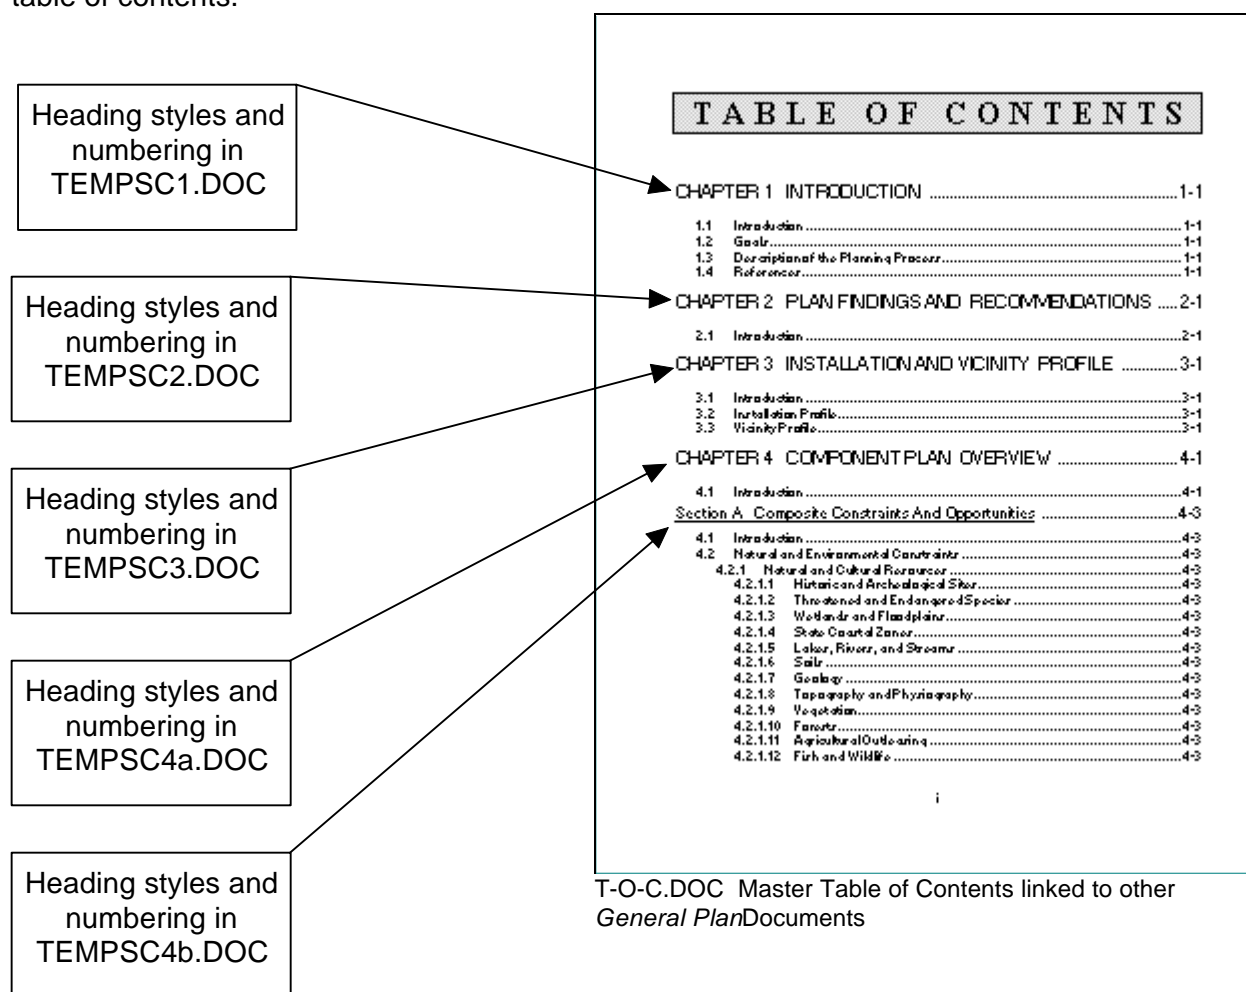 table of contents.
Heading styles and
numbering in
TEMPSC1.DOC
Heading styles and
numbering in
TEMPSC2.DOC
Heading styles and
numbering in
TEMPSC3.DOC
Heading styles and
numbering in
TEMPSC4a.DOC
Heading styles and
numbering in
TEMPSC4b.DOC
TABLE OF CONTENTS
CHAPTER 1 INTRODUCTION ........ 1-1
1.1 Introduction ........ 1-1
1.2 Goals ........ 1-1
1.3 Description of the Planning Process ........ 1-1
1.4 References ........ 1-1
CHAPTER 2 PLAN FINDINGS AND RECOMMENDATIONS ..... 2-1
2.1 Introduction ........ 2-1
CHAPTER 3 INSTALLATION AND VICINITY PROFILE ........ 3-1
3.1 Introduction ........ 3-1
3.2 Installation Profile ........ 3-1
3.3 Vicinity Profile ........ 3-1
CHAPTER 4 COMPONENT PLAN OVERVIEW ........ 4-1
4.1 Introduction ........ 4-1
Section A Composite Constraints And Opportunities ........ 4-3
4.1 Introduction ........ 4-3
4.2 Natural and Environmental Constraints ........ 4-3
4.2.1 Natural and Cultural Resources ........ 4-3
4.2.1.1 Historic and Archeological Sites ........ 4-3
4.2.1.2 Threatened and Endangered Species ........ 4-3
4.2.1.3 Wetlands and Floodplains ........ 4-3
4.2.1.4 State Coastal Zones ........ 4-3
4.2.1.5 Lakes, Rivers, and Streams ........ 4-3
4.2.1.6 Soils ........ 4-3
4.2.1.7 Geology ........ 4-3
4.2.1.8 Topography and Physiography ........ 4-3
4.2.1.9 Vegetation ........ 4-3
4.2.1.10 Forests ........ 4-3
4.2.1.11 Agricultural Outleasing ........ 4-3
4.2.1.12 Fish and Wildlife ........ 4-3
i
T-O-C.DOC Master Table of Contents linked to other
General PlanDocuments